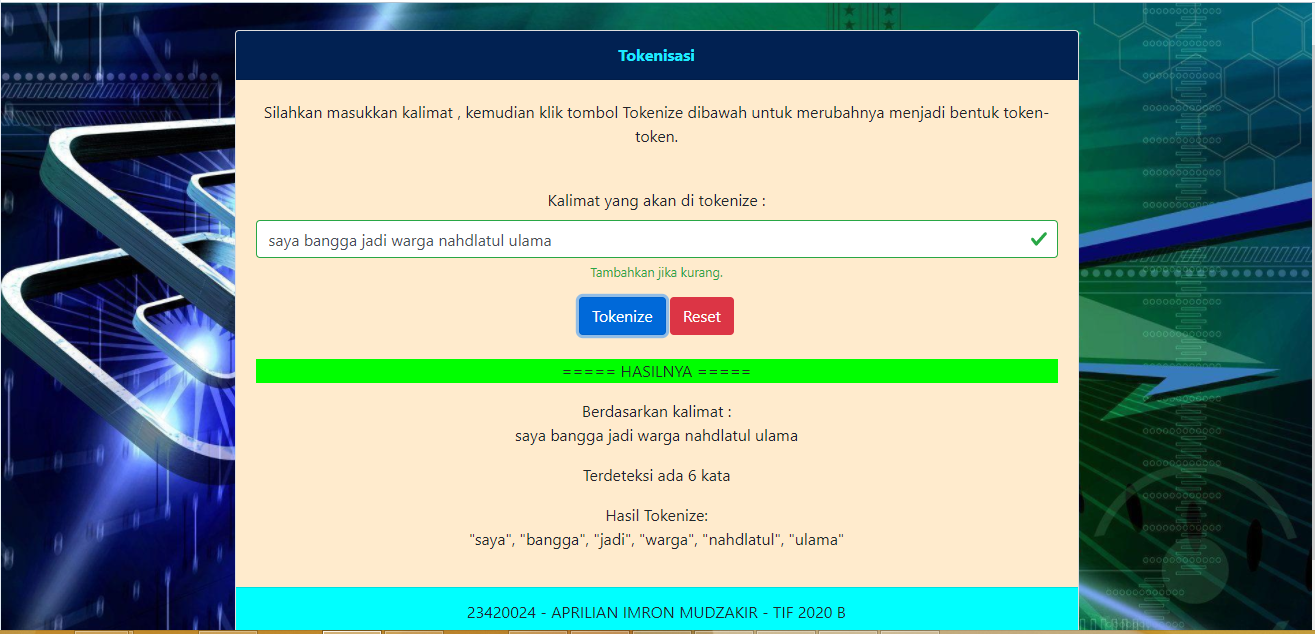 Tokenisasi
Silahkan masukkan kalimat , kemudian klik tombol Tokenize dibawah untuk merubahnya menjadi bentuk token-
token.
Kalimat yang akan di tokenize :
saya bangga jadi warga nahdlatul ulama
Tambahkan jika kurang.
Tokenize Reset
===== HASILNYA =====
Berdasarkan kalimat :
saya bangga jadi warga nahdlatul ulama
Terdeteksi ada 6 kata
Hasil Tokenize:
"saya", "bangga", "jadi", "warga", "nahdlatul", "ulama"
23420024 - APRILIAN IMRON MUDZAKIR - TIF 2020 B